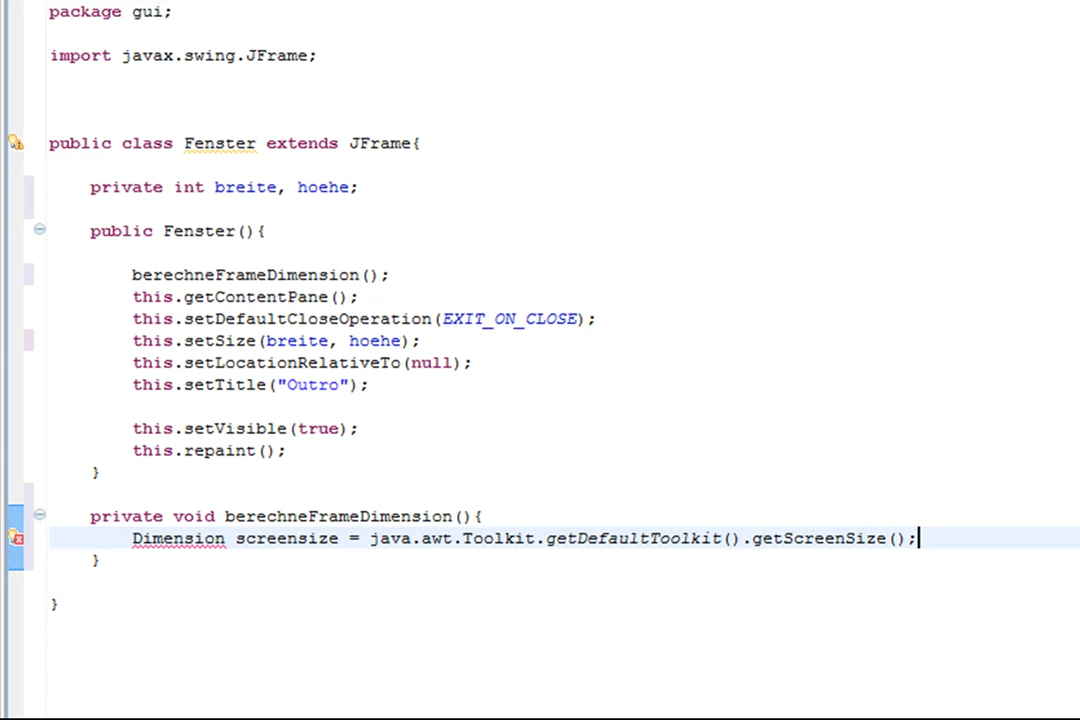 package gui;
import javax.swing.JFrame;
public class Fenster extends JFrame{
private int breite, hoehe;
public Fenster(){
berechneFrameDimension();
this.getContentPane();
this.setDefaultCloseOperation(EXIT_ON_CLOSE);
this.setSize(breite, hoehe);
this.setLocationRelativeTo(null);
this.setTitle("Outro");
this.setVisible(true);
this.repaint();
}
private void berechneFrameDimension(){
Dimension screensize = java.awt.Toolkit.getDefaultToolkit().getScreenSize();
}
}